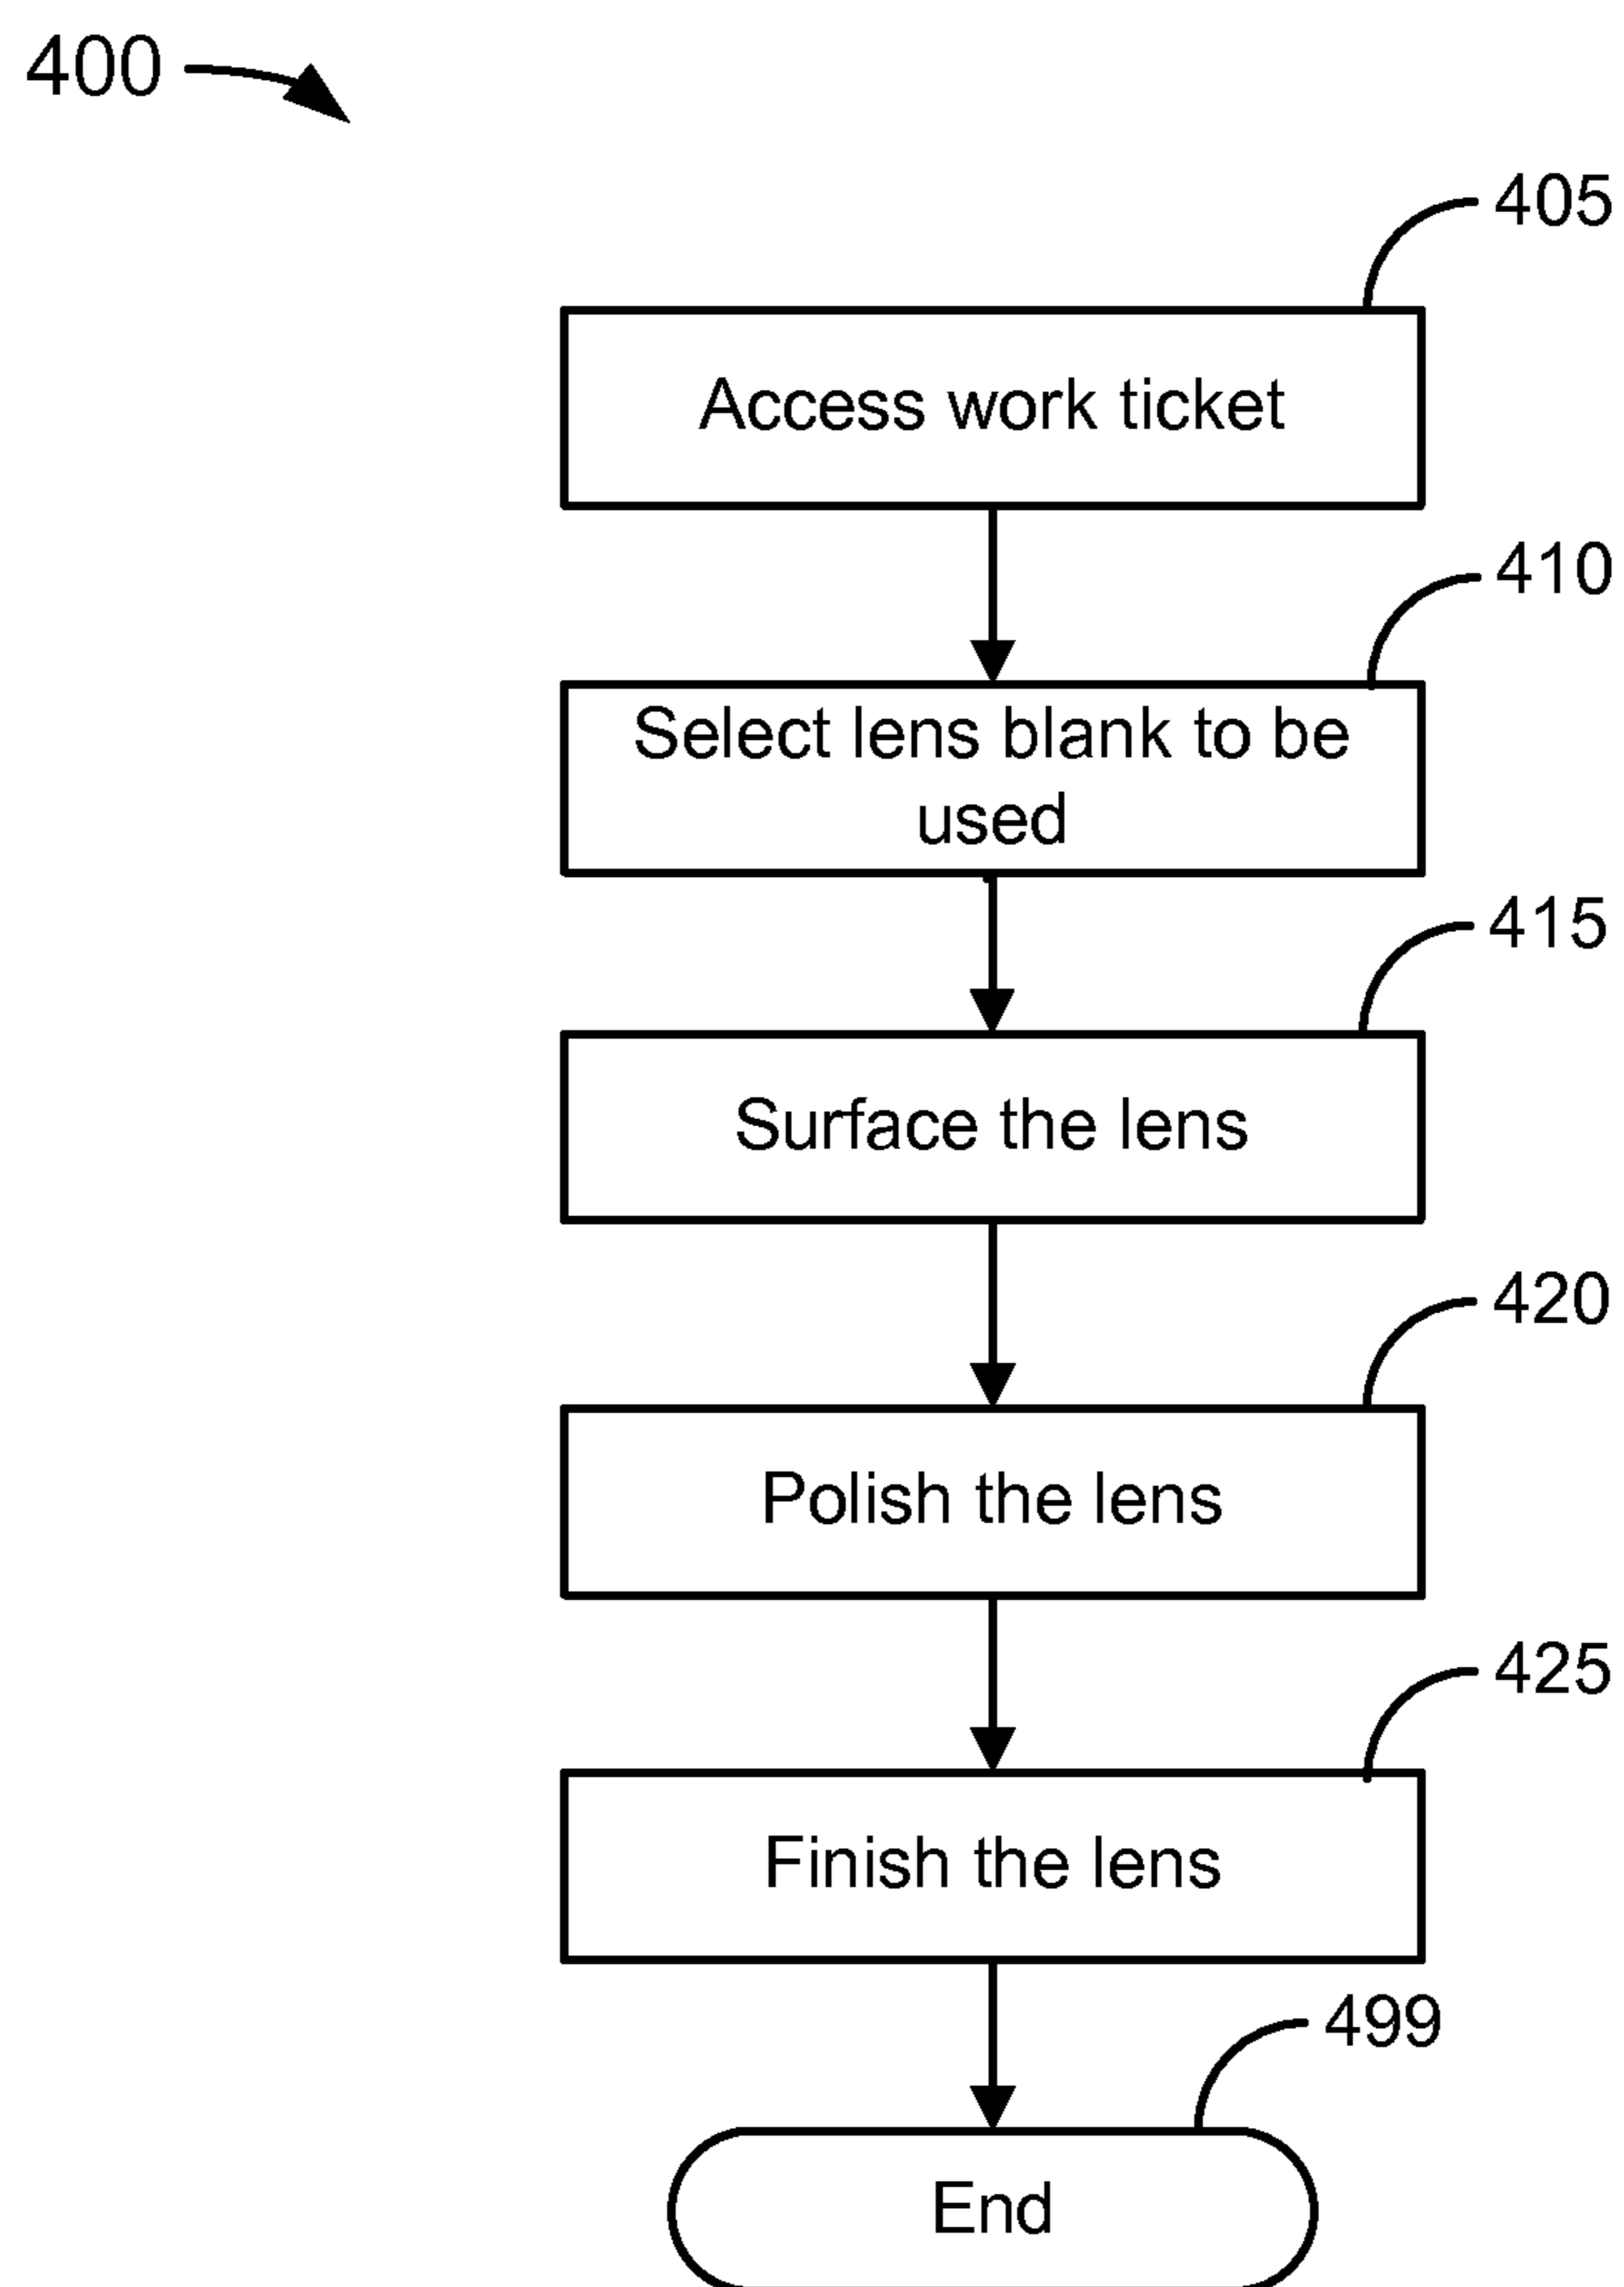 400
405
Access work ticket
410
Select lens blank to be
used
415
Surface the lens
420
Polish the lens
425
Finish the lens
499
End